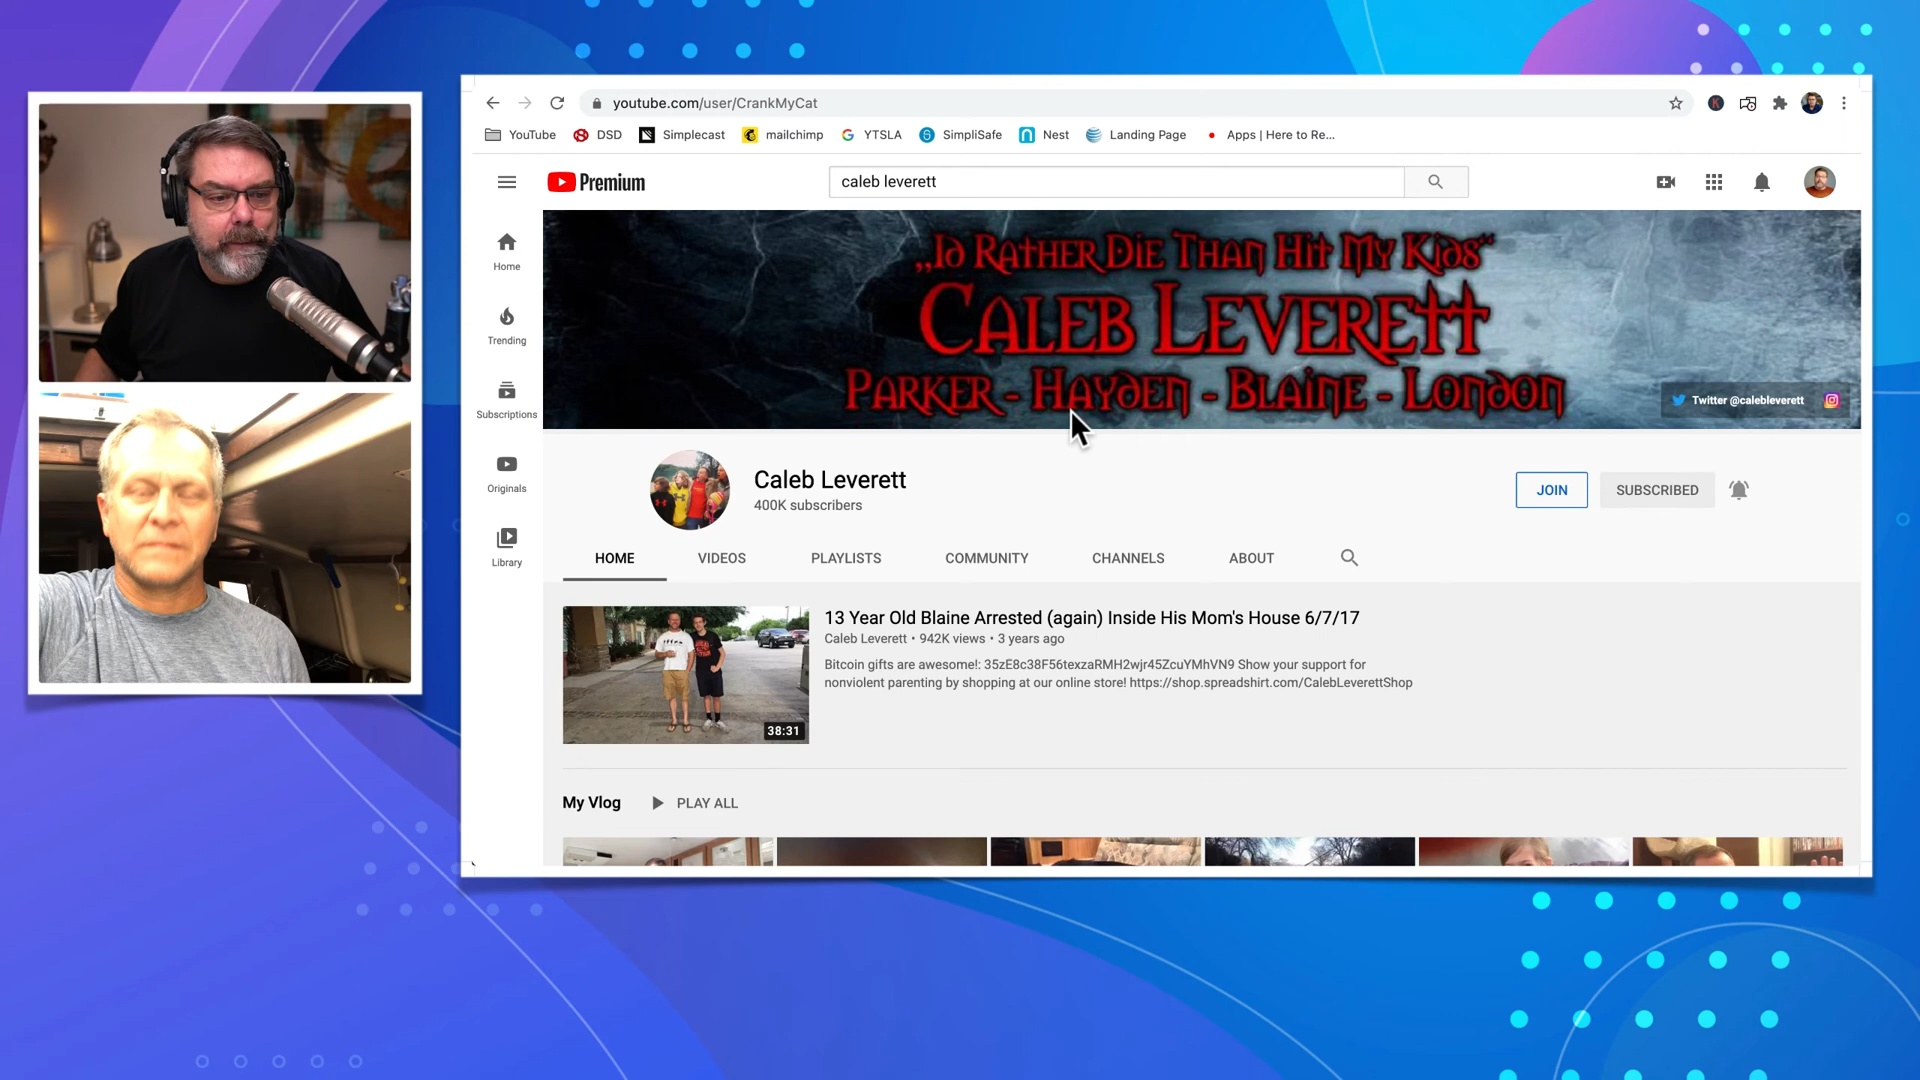 youtube.com/user/CrankMyCat
YouTube DSD Simplecast mailchimp YTSLA SimpliSafe Nest Landing Page Apps | Here to Re...
Premium
caleb leverett
„Id Rather Die Than Hit My Kids“
Caleb Leverett
Parker - Hayden - Blaine - London
Twitter @calebleverett
Home
Trending
Subscriptions
Originals
Library
Caleb Leverett
400K subscribers
JOIN
SUBSCRIBED
HOME VIDEOS PLAYLISTS COMMUNITY CHANNELS ABOUT
13 Year Old Blaine Arrested (again) Inside His Mom's House 6/7/17
Caleb Leverett • 942K views • 3 years ago
Bitcoin gifts are awesome!: 35zE8c38F56texzaRMH2wjr45ZcuYMhVN9 Show your support for
nonviolent parenting by shopping at our online store! https://shop.spreadshirt.com/CalebLeverettShop
38:31
My Vlog PLAY ALL